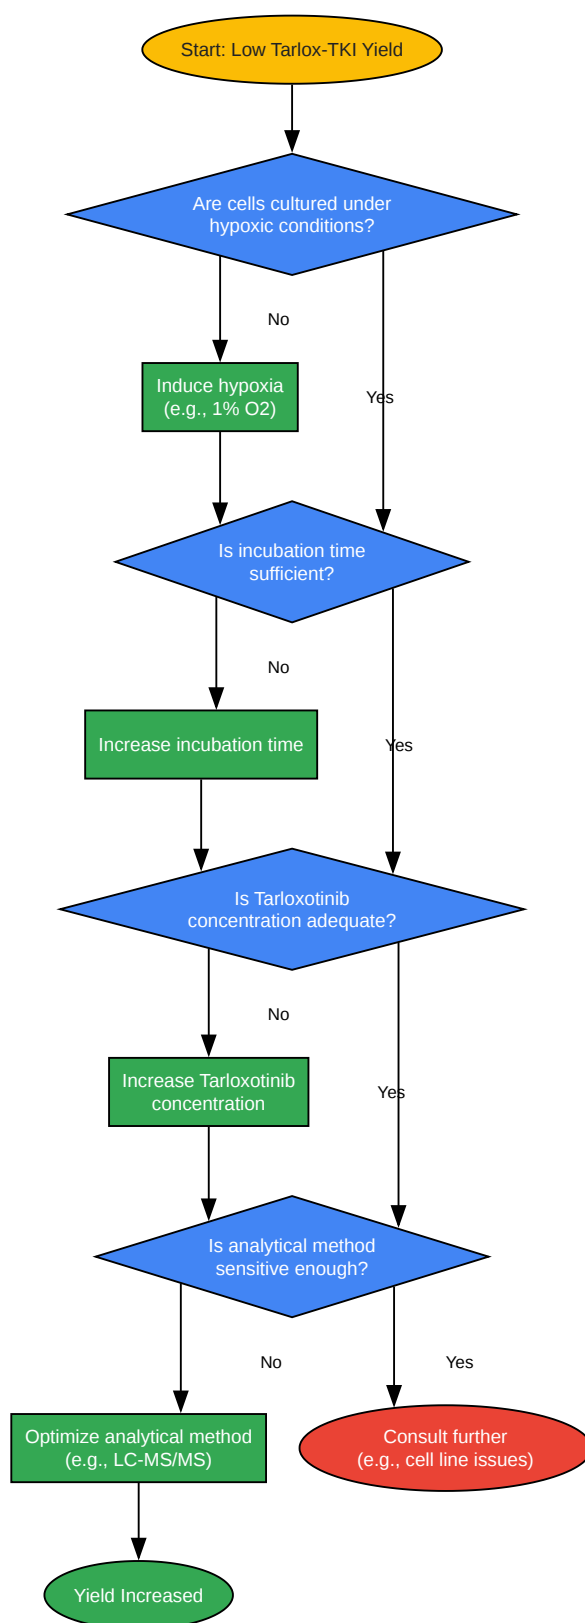 Start: Low Tarlox-TKI Yield
Are cells cultured under
hypoxic conditions?
No
Induce hypoxia
(e.g., 1% O2)
Yes
Is incubation time
sufficient?
No
Increase incubation time
Yes
Is Tarloxotinib
concentration adequate?
No
Increase Tarloxotinib
concentration
Yes
Is analytical method
sensitive enough?
No
Yes
Optimize analytical method
(e.g., LC-MS/MS)
Consult further
(e.g., cell line issues)
Yield Increased